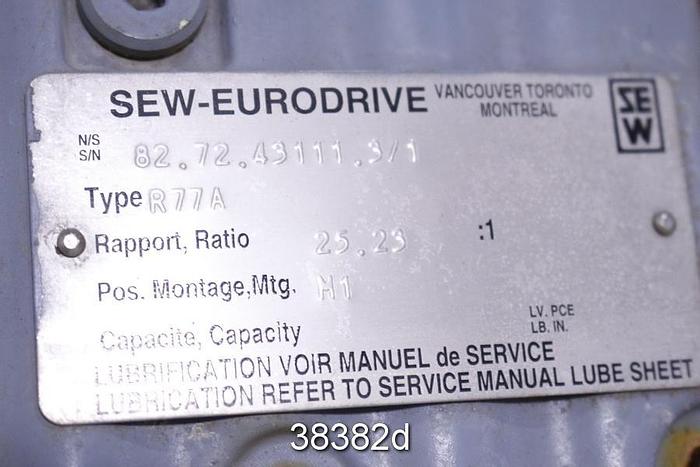 SEW-EURODRIVE VANCOUVER TORONTO
MONTREAL
SEW
N/S
S/N 82.72.43111.3/1
Type R77A
Rapport, Ratio 25.23 :1
Pos. Montage,Mtg. M1
Capacité, Capacity
LV. PCE
LB. IN.
LUBRIFICATION VOIR MANUEL de SERVICE
LUBRICATION REFER TO SERVICE MANUAL LUBE SHEET
38382d